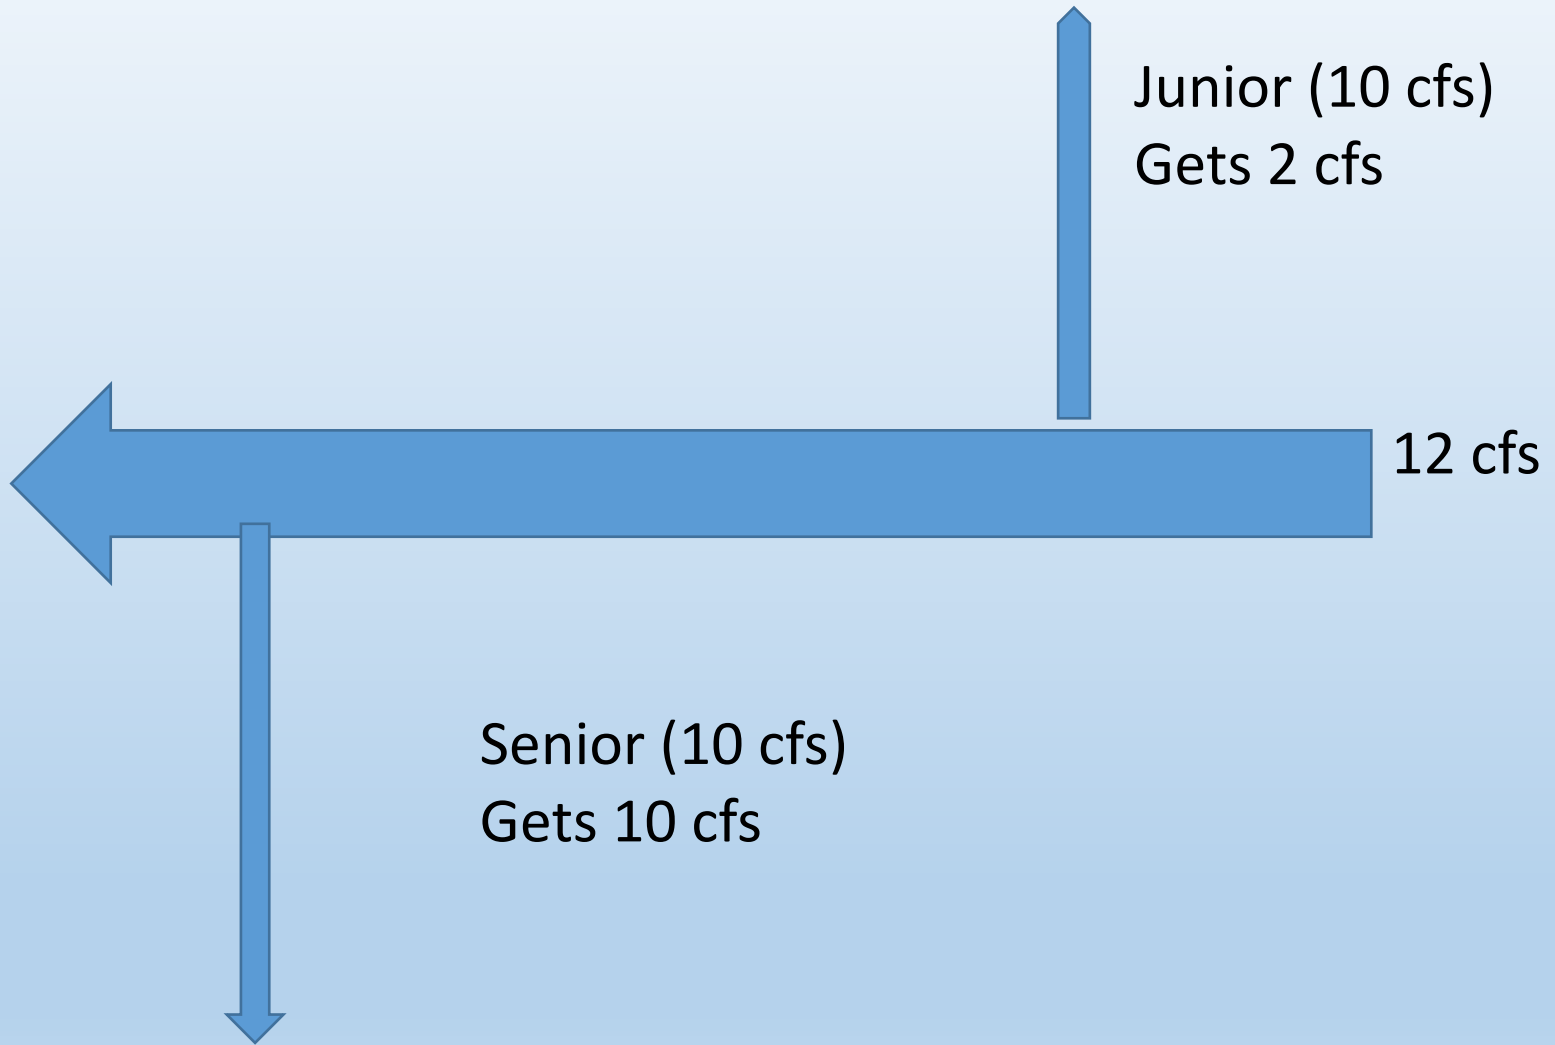 Junior (10 cfs)
Gets 2 cfs
12 cfs
Senior (10 cfs)
Gets 10 cfs